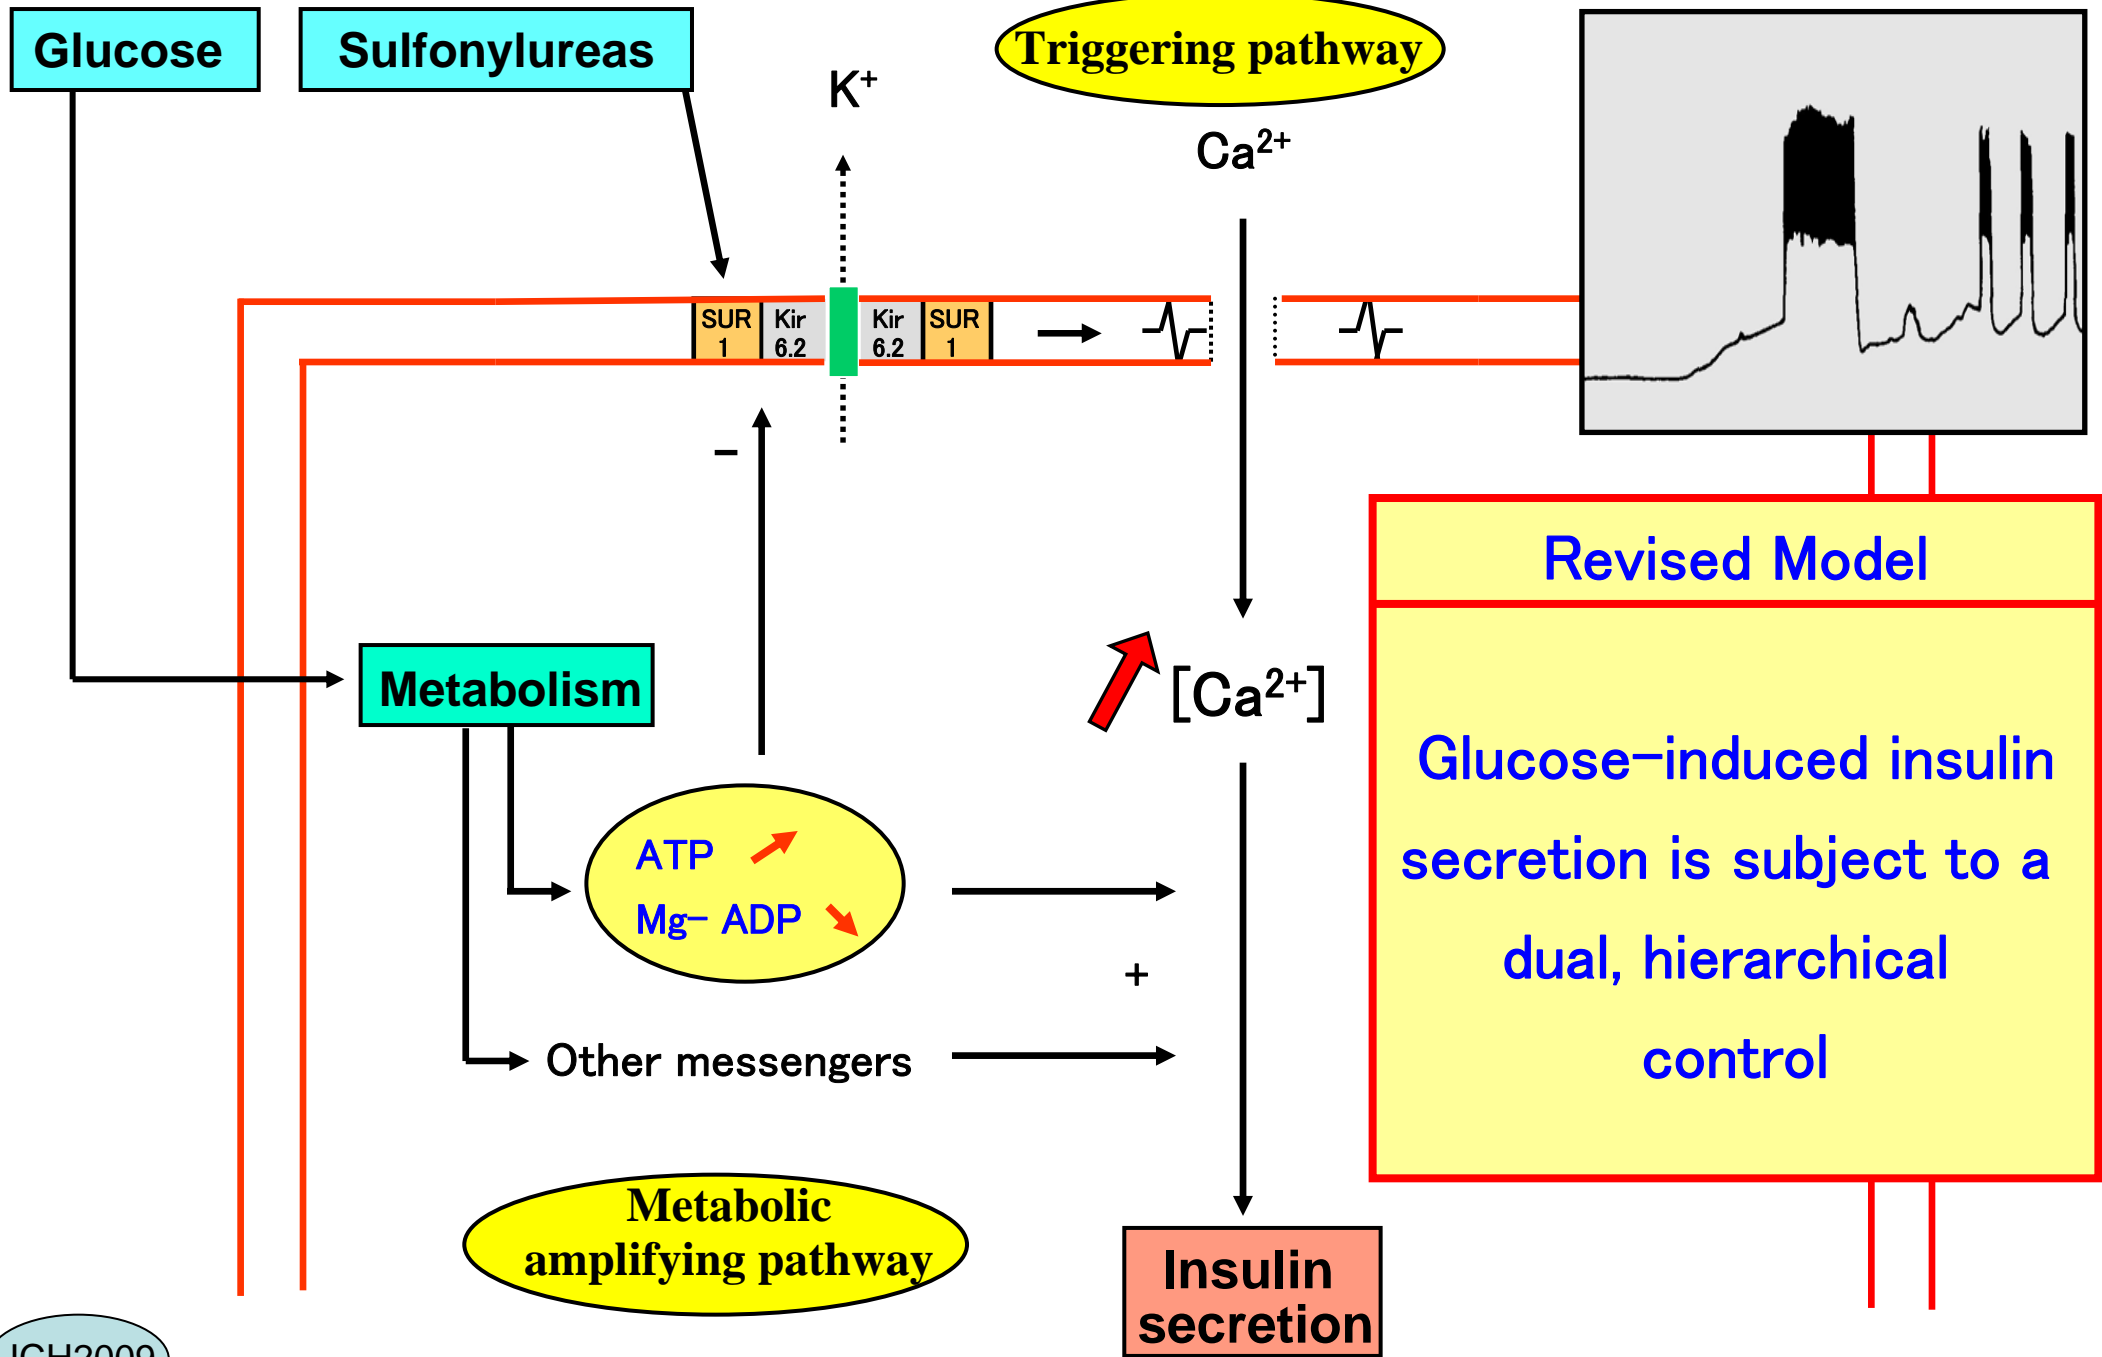 Glucose
Sulfonylureas
K⁺
Triggering pathway
Ca²⁺
SUR
1
Kir
6.2
Kir
6.2
SUR
1
−
Metabolism
[Ca²⁺]
ATP
Mg- ADP
+
Other messengers
Metabolic
amplifying pathway
Insulin
secretion
Revised Model
Glucose-induced insulin
secretion is subject to a
dual, hierarchical
control